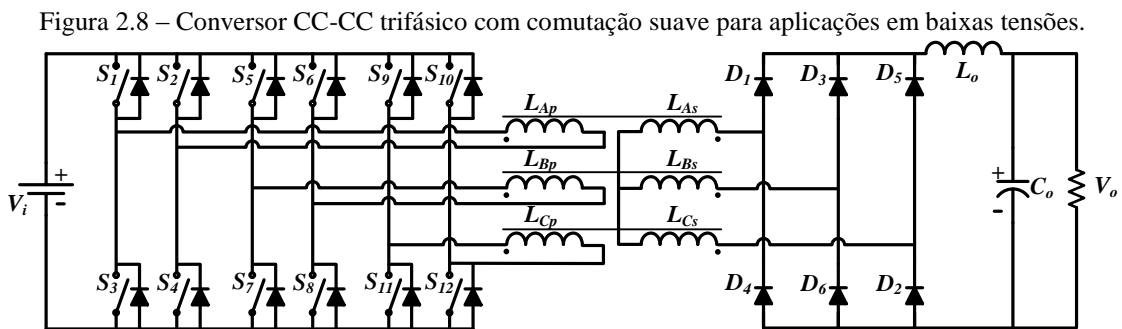 Figura 2.8 – Conversor CC-CC trifásico com comutação suave para aplicações em baixas tensões.
S1 S2 S5 S6 S9 S10 D1 D3 D5 Lo
LAp LAs
+
Vi
-
LBp LBs
+
Co
-
Vo
LCp LCs
S3 S4 S7 S8 S11 S12 D4 D6 D2